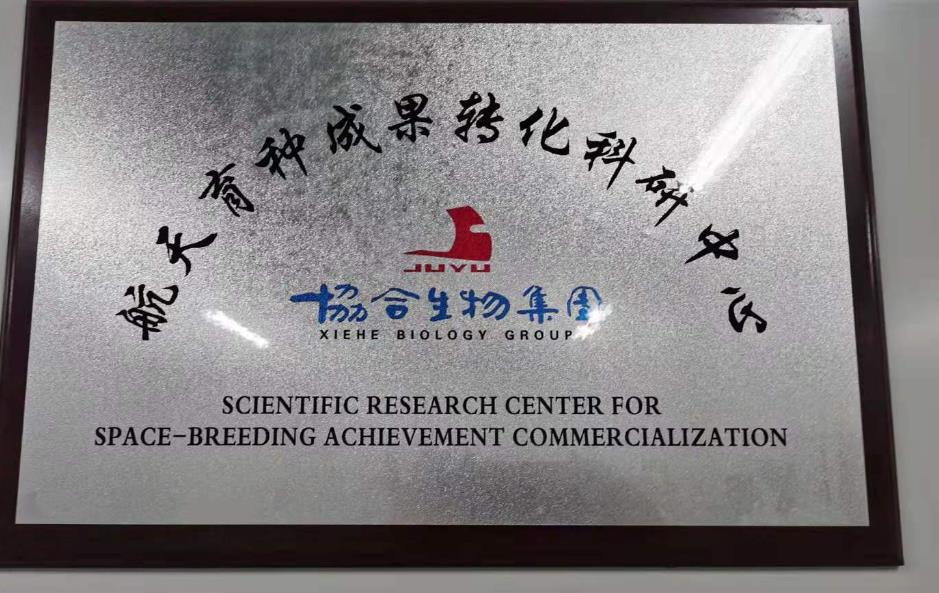 航天育种成果转化科研中心
JUYU
協合生物集团
XIEHE BIOLOGY GROUP
SCIENTIFIC RESEARCH CENTER FOR
SPACE-BREEDING ACHIEVEMENT COMMERCIALIZATION